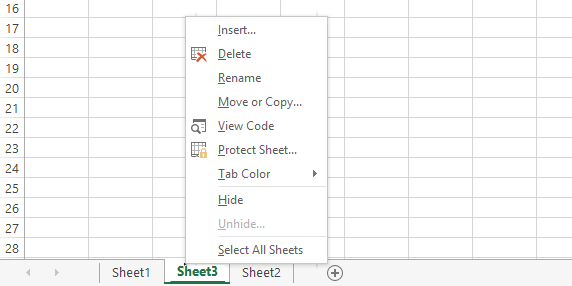 16
17
18
19
20
21
22
23
24
25
26
27
28
Insert...
Delete
Rename
Move or Copy...
View Code
Protect Sheet...
Tab Color
Hide
Unhide...
Select All Sheets
Sheet1 Sheet3 Sheet2